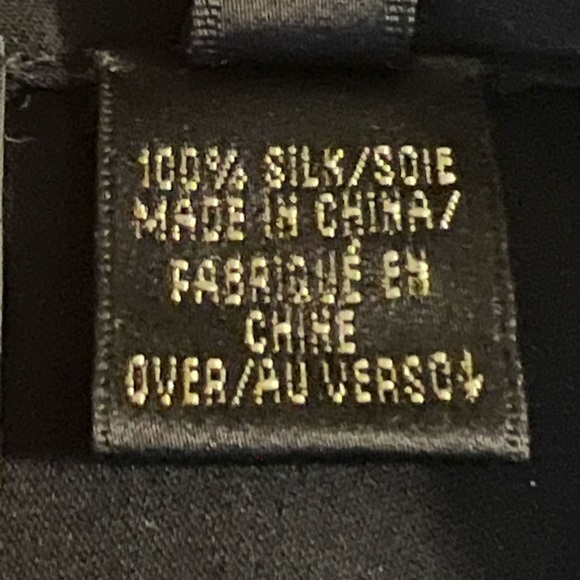 100% SILK/SOIE
MADE IN CHINA/
FABRIQUÉ EN
CHINE
OVER/AU VERSO↓